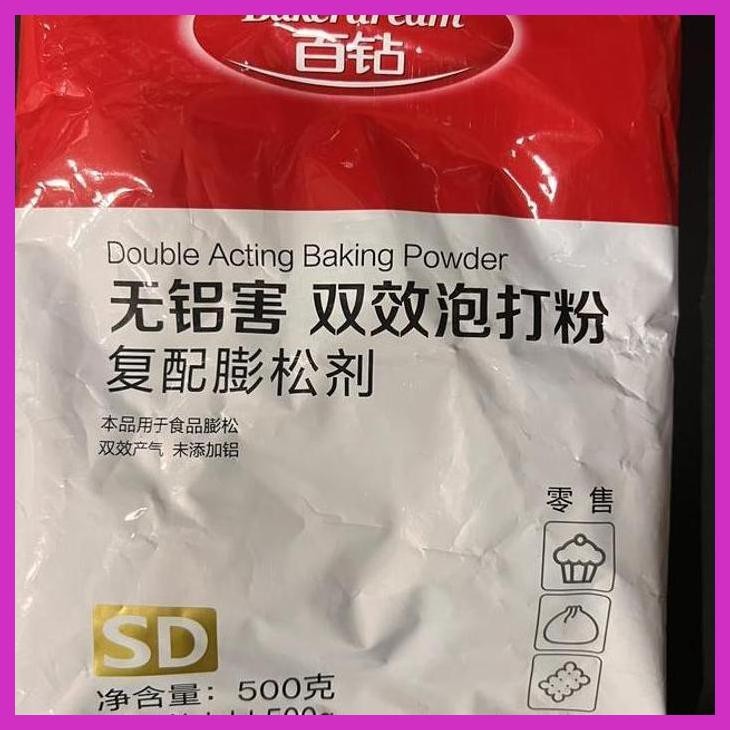 Bakerdream
百钻
Double Acting Baking Powder
无铝害 双效泡打粉
复配膨松剂
本品用于食品膨松
双效产气 未添加铝
零售
SD
净含量：500克